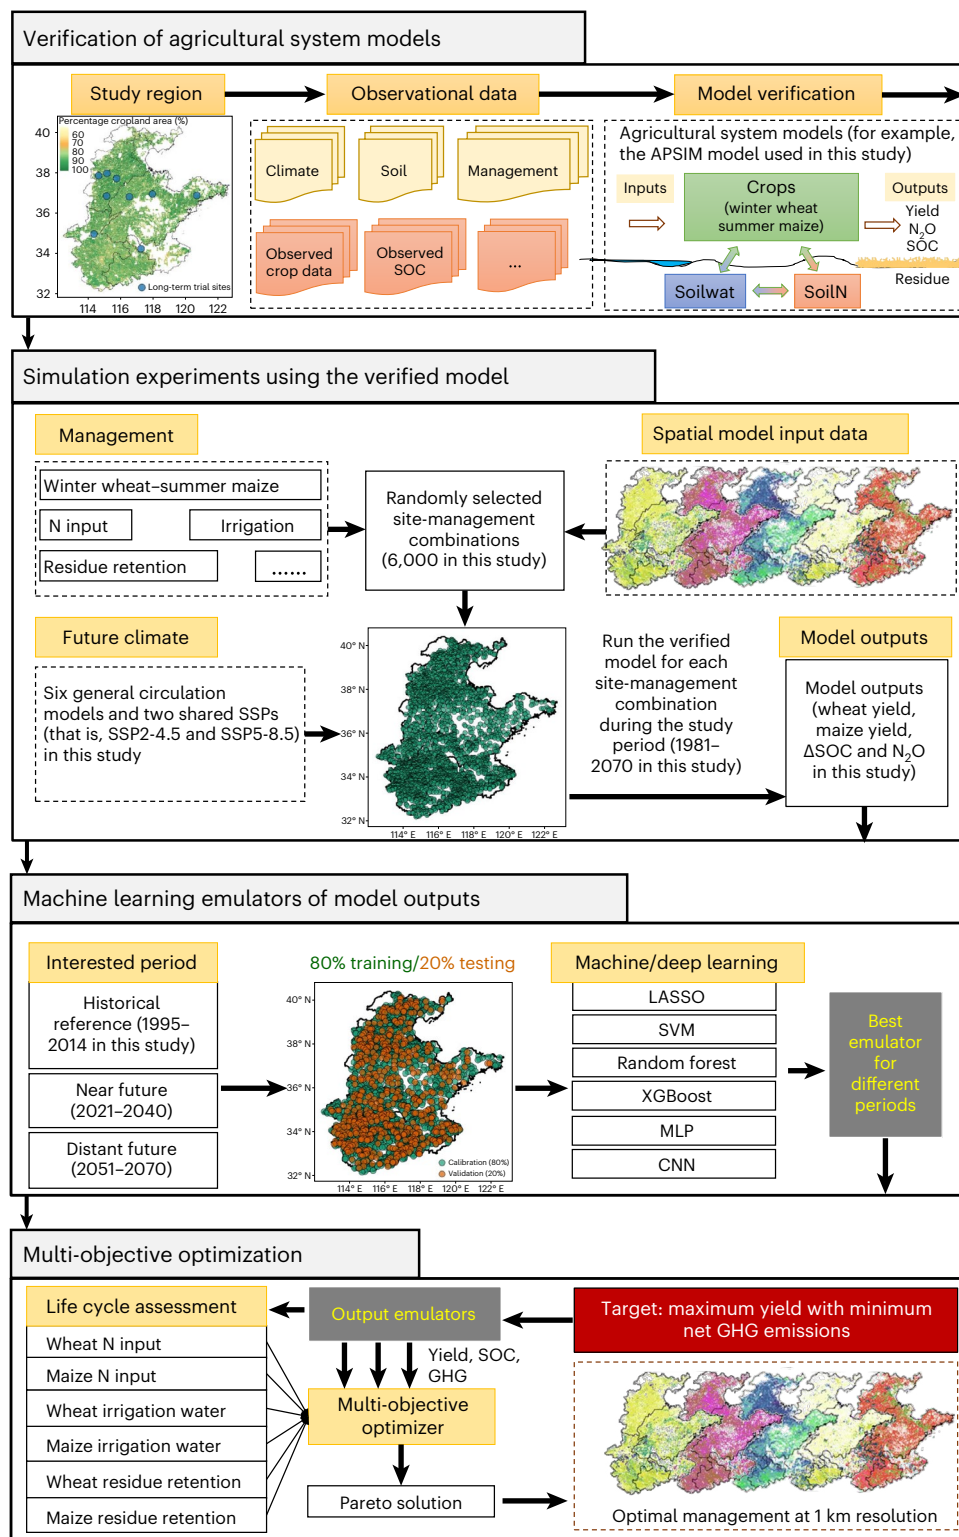 Verification of agricultural system models
Study region
Observational data
Model verification
Percentage cropland area (%)
60
70
80
90
100
40
38
36
34
32
114 116 118 120 122
Long-term trial sites
Climate
Soil
Management
Observed
crop data
Observed
SOC
...
Agricultural system models (for example,
the APSIM model used in this study)
Inputs
Crops
(winter wheat
summer maize)
Outputs
Yield
N2O
SOC
Residue
Soilwat
SoilN
Simulation experiments using the verified model
Management
Winter wheat–summer maize
N input
Irrigation
Residue retention
......
Randomly selected
site-management
combinations
(6,000 in this study)
Spatial model input data
Future climate
Six general circulation
models and two shared SSPs
(that is, SSP2-4.5 and SSP5-8.5)
in this study
40° N
38° N
36° N
34° N
32° N
114° E 116° E 118° E 120° E 122° E
Run the verified
model for each
site-management
combination
during the study
period (1981–
2070 in this study)
Model outputs
Model outputs
(wheat yield,
maize yield,
ΔSOC and N2O
in this study)
Machine learning emulators of model outputs
Interested period
Historical
reference (1995–
2014 in this study)
Near future
(2021–2040)
Distant future
(2051–2070)
80% training/20% testing
40° N
38° N
36° N
34° N
32° N
114° E 116° E 118° E 120° E 122° E
Calibration (80%)
Validation (20%)
Machine/deep learning
LASSO
SVM
Random forest
XGBoost
MLP
CNN
Best
emulator
for
different
periods
Multi-objective optimization
Life cycle assessment
Wheat N input
Maize N input
Wheat irrigation water
Maize irrigation water
Wheat residue retention
Maize residue retention
Output emulators
Yield, SOC,
GHG
Multi-objective
optimizer
Pareto solution
Target: maximum yield with minimum
net GHG emissions
Optimal management at 1 km resolution